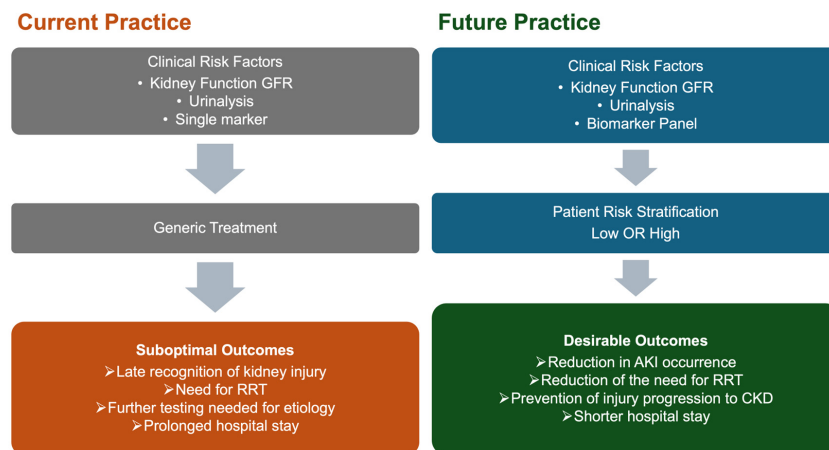 Current Practice
Clinical Risk Factors
• Kidney Function GFR
• Urinalysis
• Single marker
Generic Treatment
Suboptimal Outcomes
➢Late recognition of kidney injury
➢Need for RRT
➢Further testing needed for etiology
➢Prolonged hospital stay
Future Practice
Clinical Risk Factors
• Kidney Function GFR
• Urinalysis
• Biomarker Panel
Patient Risk Stratification
Low OR High
Desirable Outcomes
➢Reduction in AKI occurrence
➢Reduction of the need for RRT
➢Prevention of injury progression to CKD
➢Shorter hospital stay